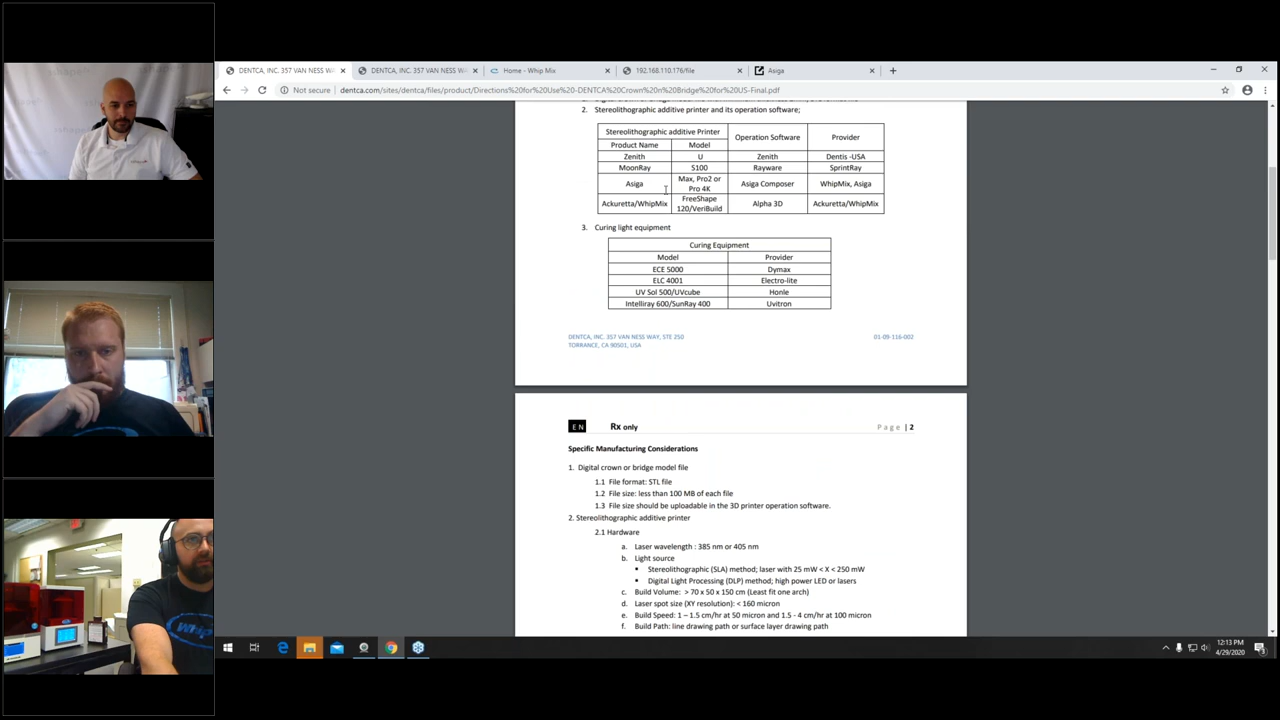 DENTCA, INC. 357 VAN NESS W
DENTCA, INC. 357 VAN NESS W
Home - Whip Mix
192.168.110.176/file
Asiga
Not secure dentca.com/sites/dentca/files/product/Directions%20for%20Use%20-DENTCA%20Crown%20n%20Bridge%20for%20US-Final.pdf
2. Stereolithographic additive printer and its operation software;
Stereolithographic additive Printer
Operation Software
Provider
Product Name Model
Zenith U Zenith Dentis -USA
MoonRay S100 Rayware SprintRay
Asiga Max, Pro2 or Pro 4K Asiga Composer WhipMix, Asiga
Ackuretta/WhipMix FreeShape 120/VeriBuild Alpha 3D Ackuretta/WhipMix
3. Curing light equipment
Curing Equipment
Model Provider
ECE 5000 Dymax
ELC 4001 Electro-lite
UV Sol 500/UVcube Honle
Intelliray 600/SunRay 400 Uvitron
DENTCA, INC. 357 VAN NESS WAY, STE 250 01-09-116-002
TORRANCE, CA 90501, USA
EN Rx only Page | 2
Specific Manufacturing Considerations
1. Digital crown or bridge model file
1.1 File format: STL file
1.2 File size: less than 100 MB of each file
1.3 File size should be uploadable in the 3D printer operation software.
2. Stereolithographic additive printer
2.1 Hardware
a. Laser wavelength : 385 nm or 405 nm
b. Light source
▪ Stereolithographic (SLA) method; laser with 25 mW < X < 250 mW
▪ Digital Light Processing (DLP) method; high power LED or lasers
c. Build Volume: > 70 x 50 x 150 cm (Least fit one arch)
d. Laser spot size (XY resolution): < 160 micron
e. Build Speed: 1 – 1.5 cm/hr at 50 micron and 1.5 - 4 cm/hr at 100 micron
f. Build Path: line drawing path or surface layer drawing path
12:13 PM
4/29/2020